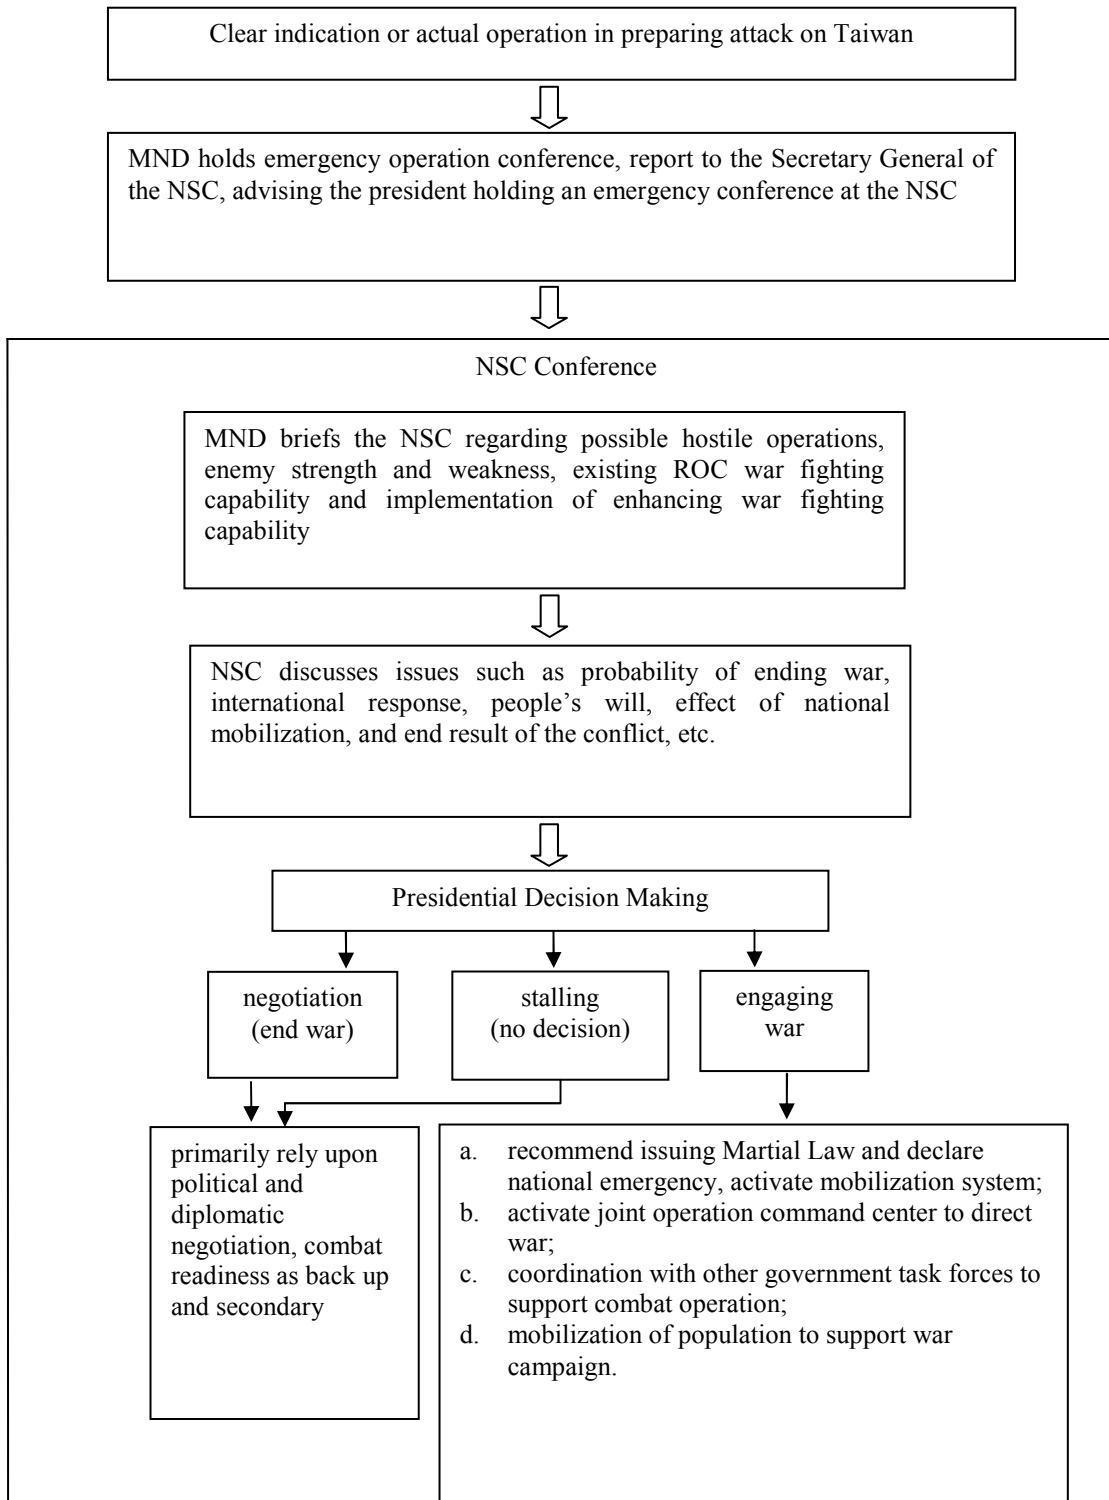 Clear indication or actual operation in preparing attack on Taiwan
MND holds emergency operation conference, report to the Secretary General of
the NSC, advising the president holding an emergency conference at the NSC
NSC Conference
MND briefs the NSC regarding possible hostile operations,
enemy strength and weakness, existing ROC war fighting
capability and implementation of enhancing war fighting
capability
NSC discusses issues such as probability of ending war,
international response, people’s will, effect of national
mobilization, and end result of the conflict, etc.
Presidential Decision Making
negotiation
(end war)
stalling
(no decision)
engaging
war
primarily rely upon
political and
diplomatic
negotiation, combat
readiness as back up
and secondary
a. recommend issuing Martial Law and declare
national emergency, activate mobilization system;
b. activate joint operation command center to direct
war;
c. coordination with other government task forces to
support combat operation;
d. mobilization of population to support war
campaign.